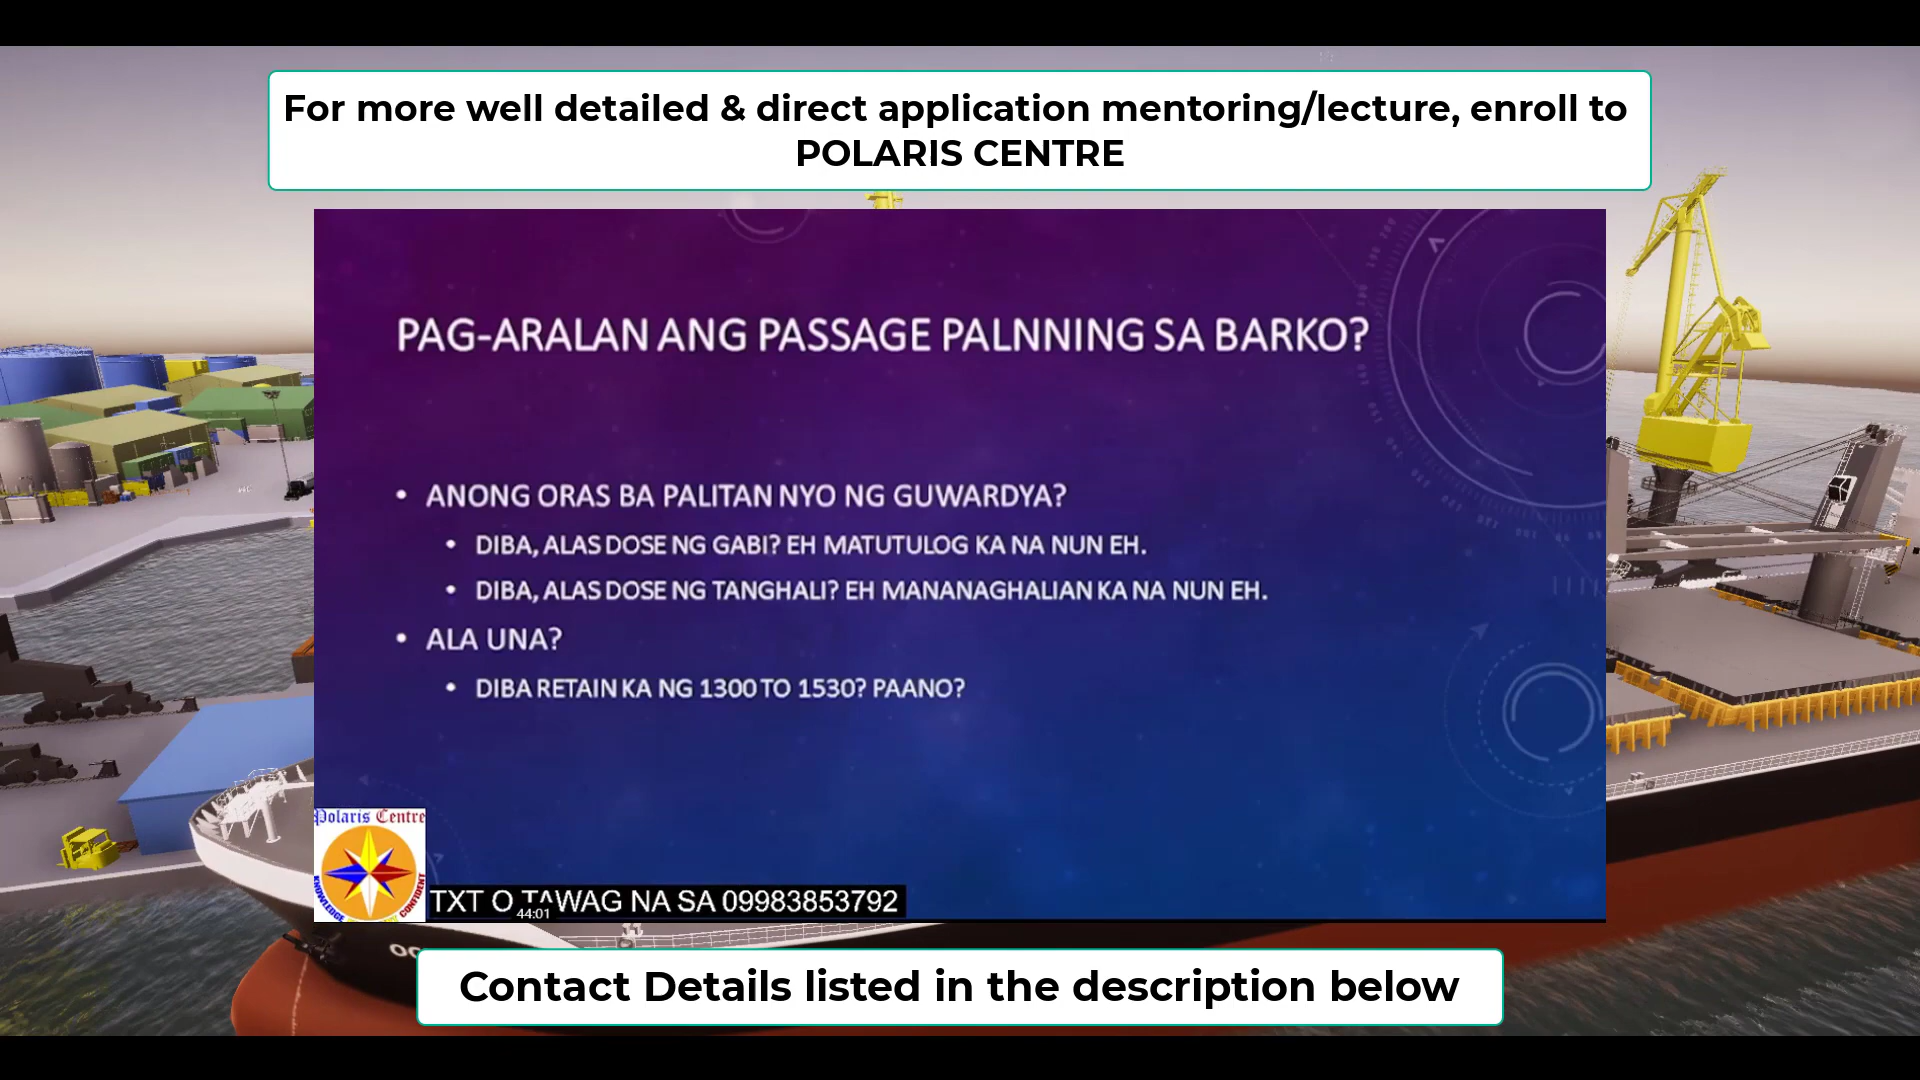 For more well detailed & direct application mentoring/lecture, enroll to
POLARIS CENTRE
PAG-ARALAN ANG PASSAGE PALNNING SA BARKO?
• ANONG ORAS BA PALITAN NYO NG GUWARDYA?
• DIBA, ALAS DOSE NG GABI? EH MATUTULOG KA NA NUN EH.
• DIBA, ALAS DOSE NG TANGHALI? EH MANANAGHALIAN KA NA NUN EH.
• ALA UNA?
• DIBA RETAIN KA NG 1300 TO 1530? PAANO?
Polaris Centre
KNOWLEDGE
CONFIDENT
TXT O TAWAG NA SA 09983853792
44:01
Contact Details listed in the description below